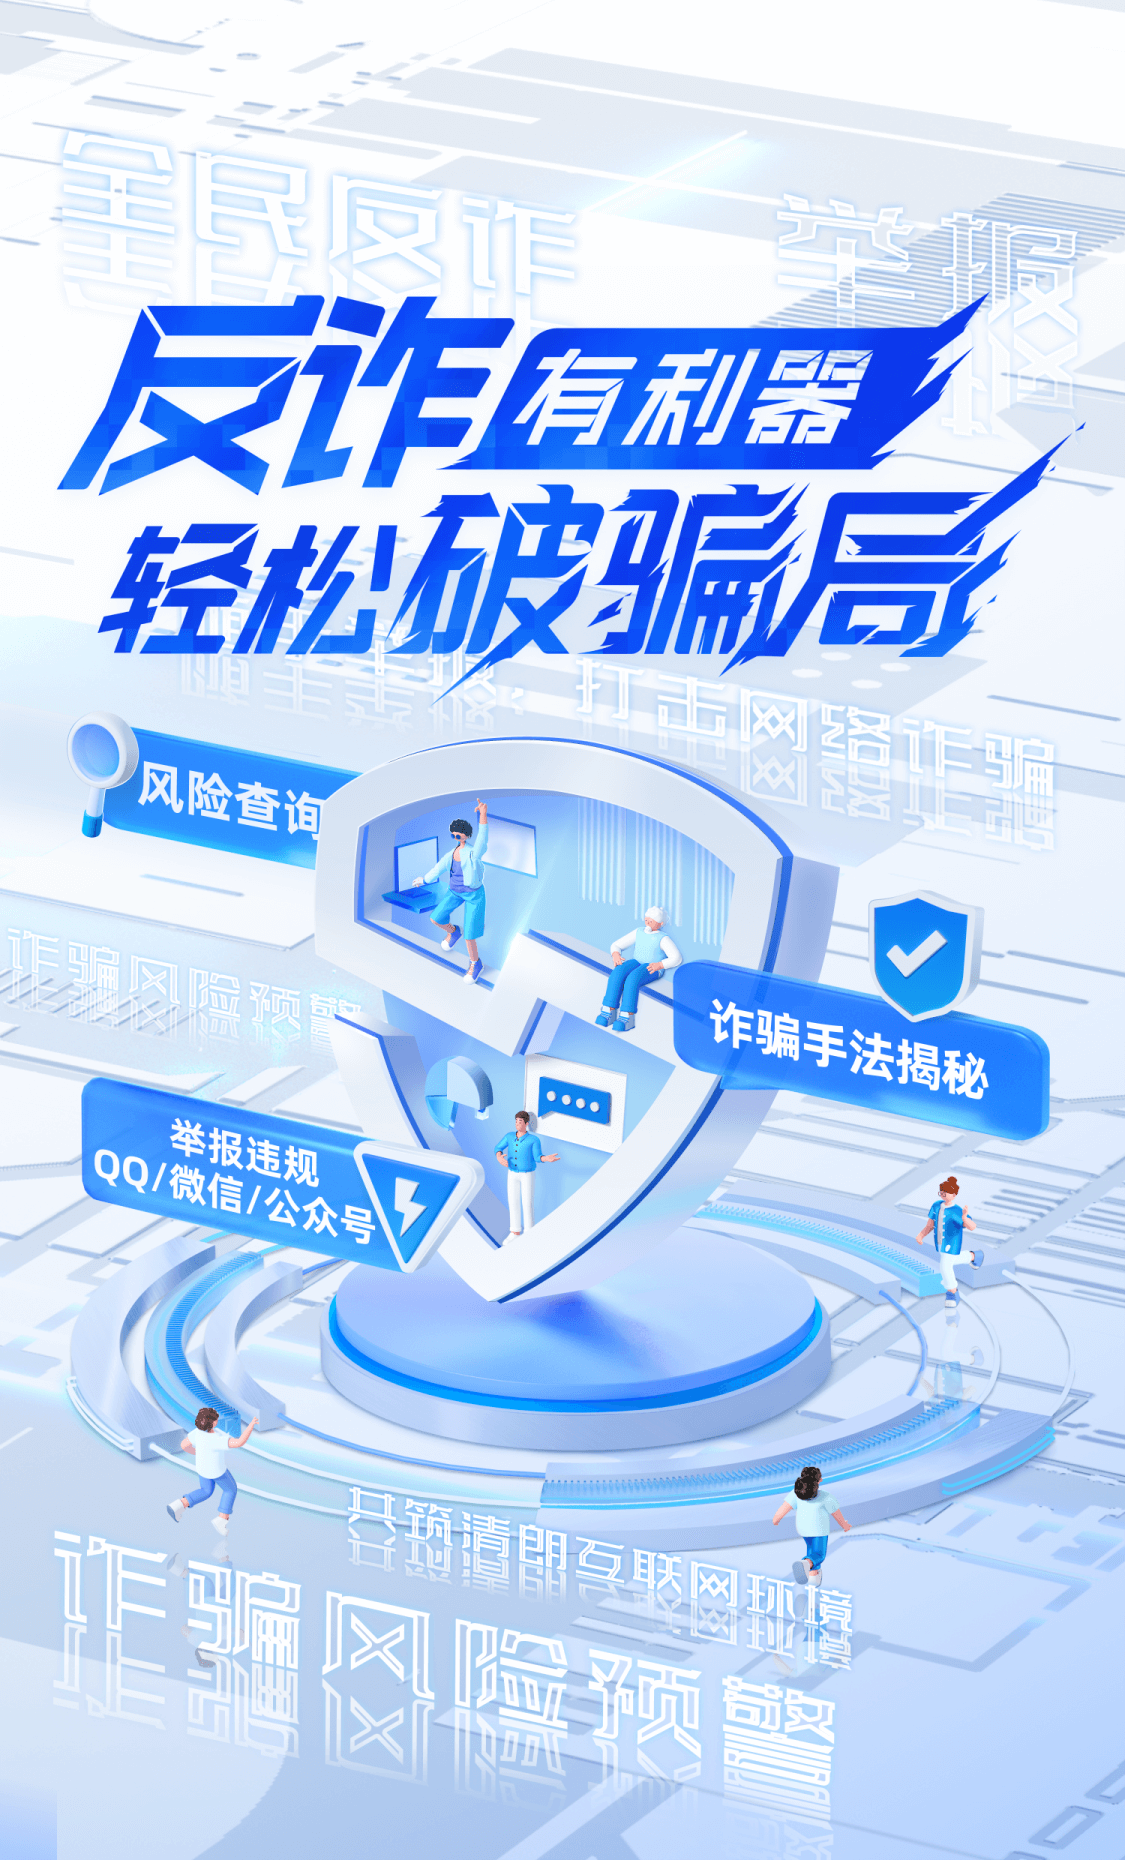 全民反诈
举报
反诈有利器
轻松破骗局
举报，打击网络诈骗
风险查询
诈骗风险预警
诈骗手法揭秘
举报违规
QQ/微信/公众号
共筑清朗互联网环境
诈骗风险预警